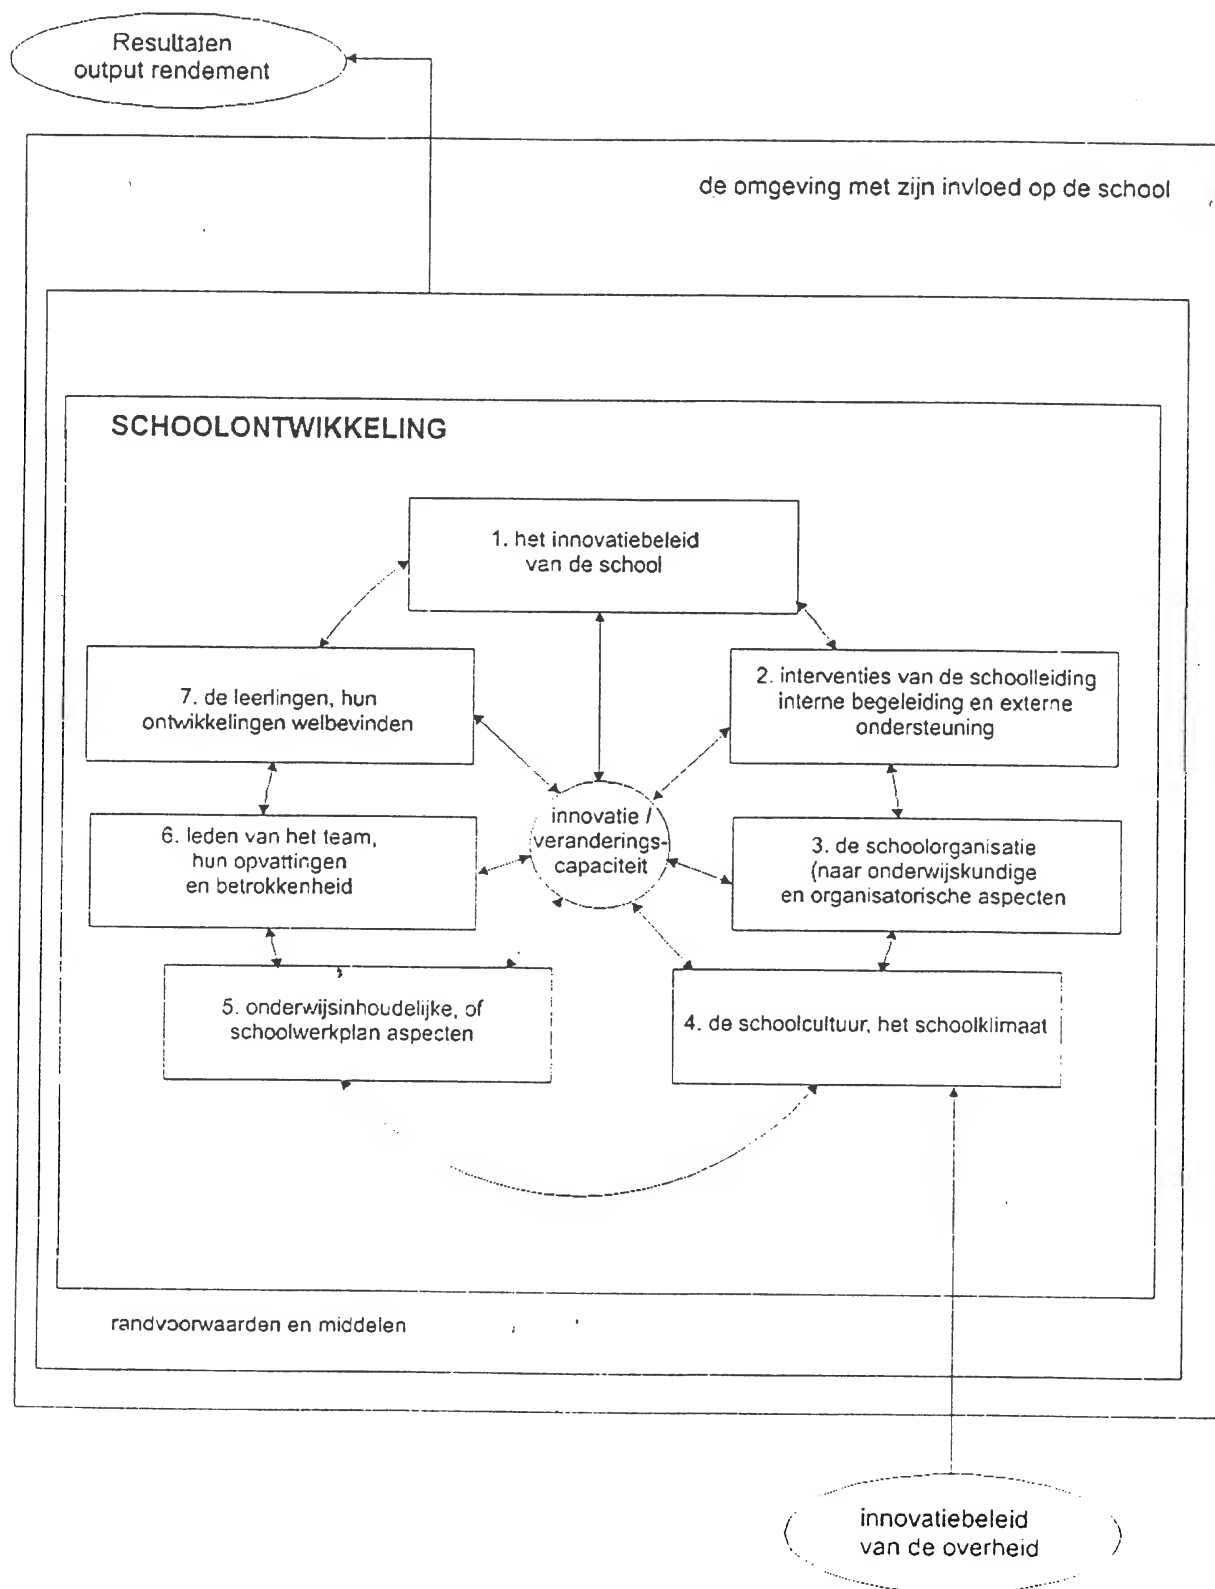 Resultaten
output rendement
de omgeving met zijn invloed op de school
SCHOOLONTWIKKELING
1. het innovatiebeleid
van de school
7. de leerlingen, hun
ontwikkelingen welbevinden
2. interventies van de schoolleiding
interne begeleiding en externe
ondersteuning
innovatie /
veranderings-
capaciteit
6. leden van het team,
hun opvattingen
en betrokkenheid
3. de schoolorganisatie
(naar onderwijskundige
en organisatorische aspecten
5. onderwijsinhoudelijke, of
schoolwerkplan aspecten
4. de schoolcultuur, het schoolklimaat
randvoorwaarden en middelen
innovatiebeleid
van de overheid